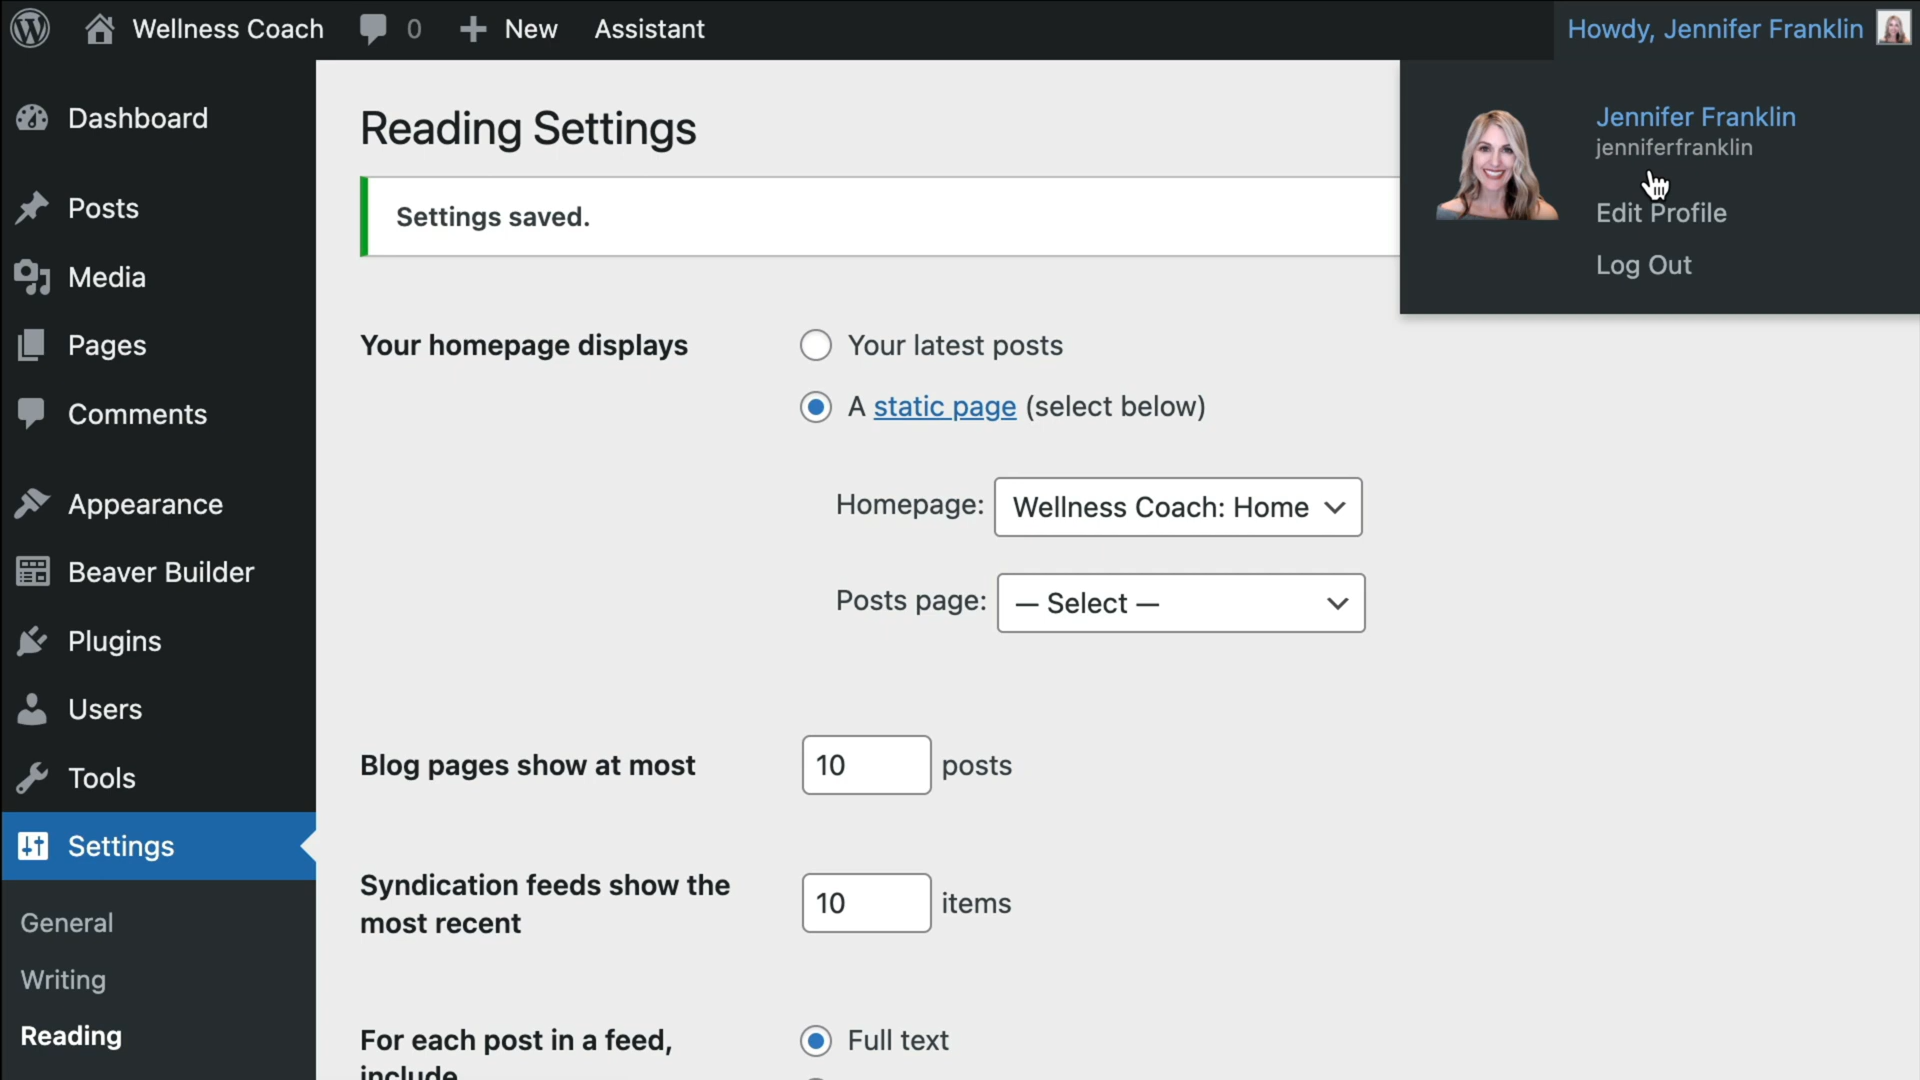 Wellness Coach 0 New Assistant Howdy, Jennifer Franklin
Dashboard
Posts
Media
Pages
Comments
Appearance
Beaver Builder
Plugins
Users
Tools
Settings
General
Writing
Reading
Reading Settings
Settings saved.
Jennifer Franklin
jenniferfranklin
Edit Profile
Log Out
Your homepage displays
Your latest posts
A static page (select below)
Homepage: Wellness Coach: Home
Posts page: — Select —
Blog pages show at most 10 posts
Syndication feeds show the
most recent
10 items
For each post in a feed,
include
Full text